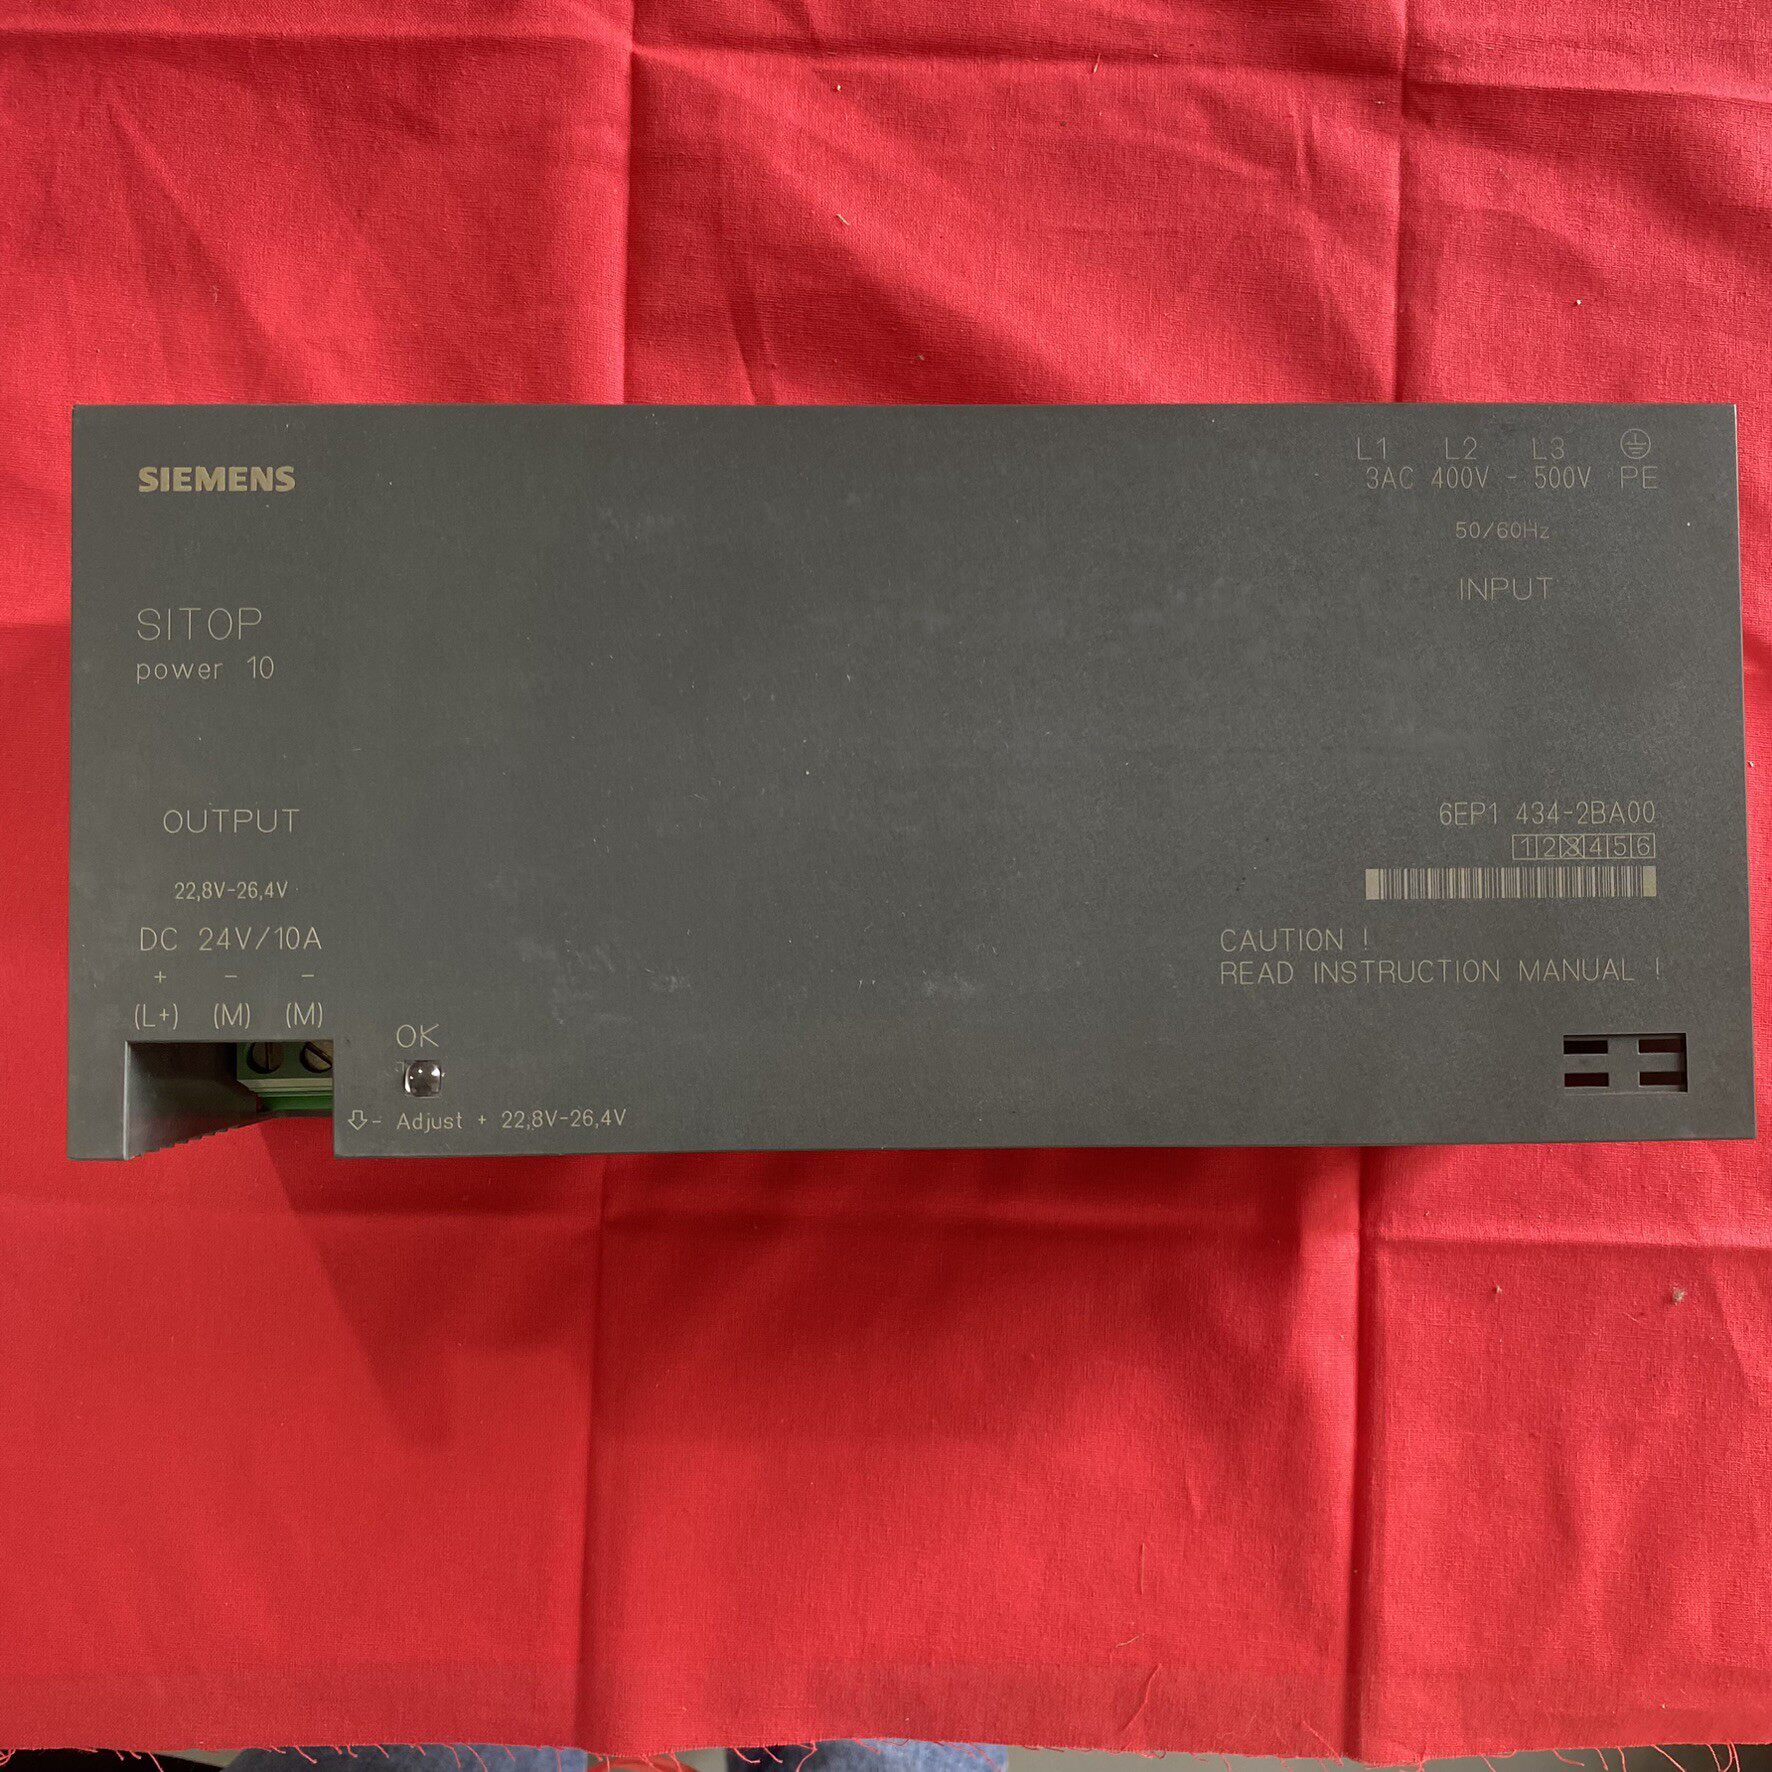 SIEMENS
L1 L2 L3
3AC 400V - 500V PE
50/60Hz
INPUT
SITOP
power 10
OUTPUT
22,8V-26,4V
DC 24V/10A
+ - -
(L+) (M) (M)
OK
- Adjust + 22,8V-26,4V
6EP1 434-2BA00
1 2 3 4 5 6
CAUTION !
READ INSTRUCTION MANUAL !